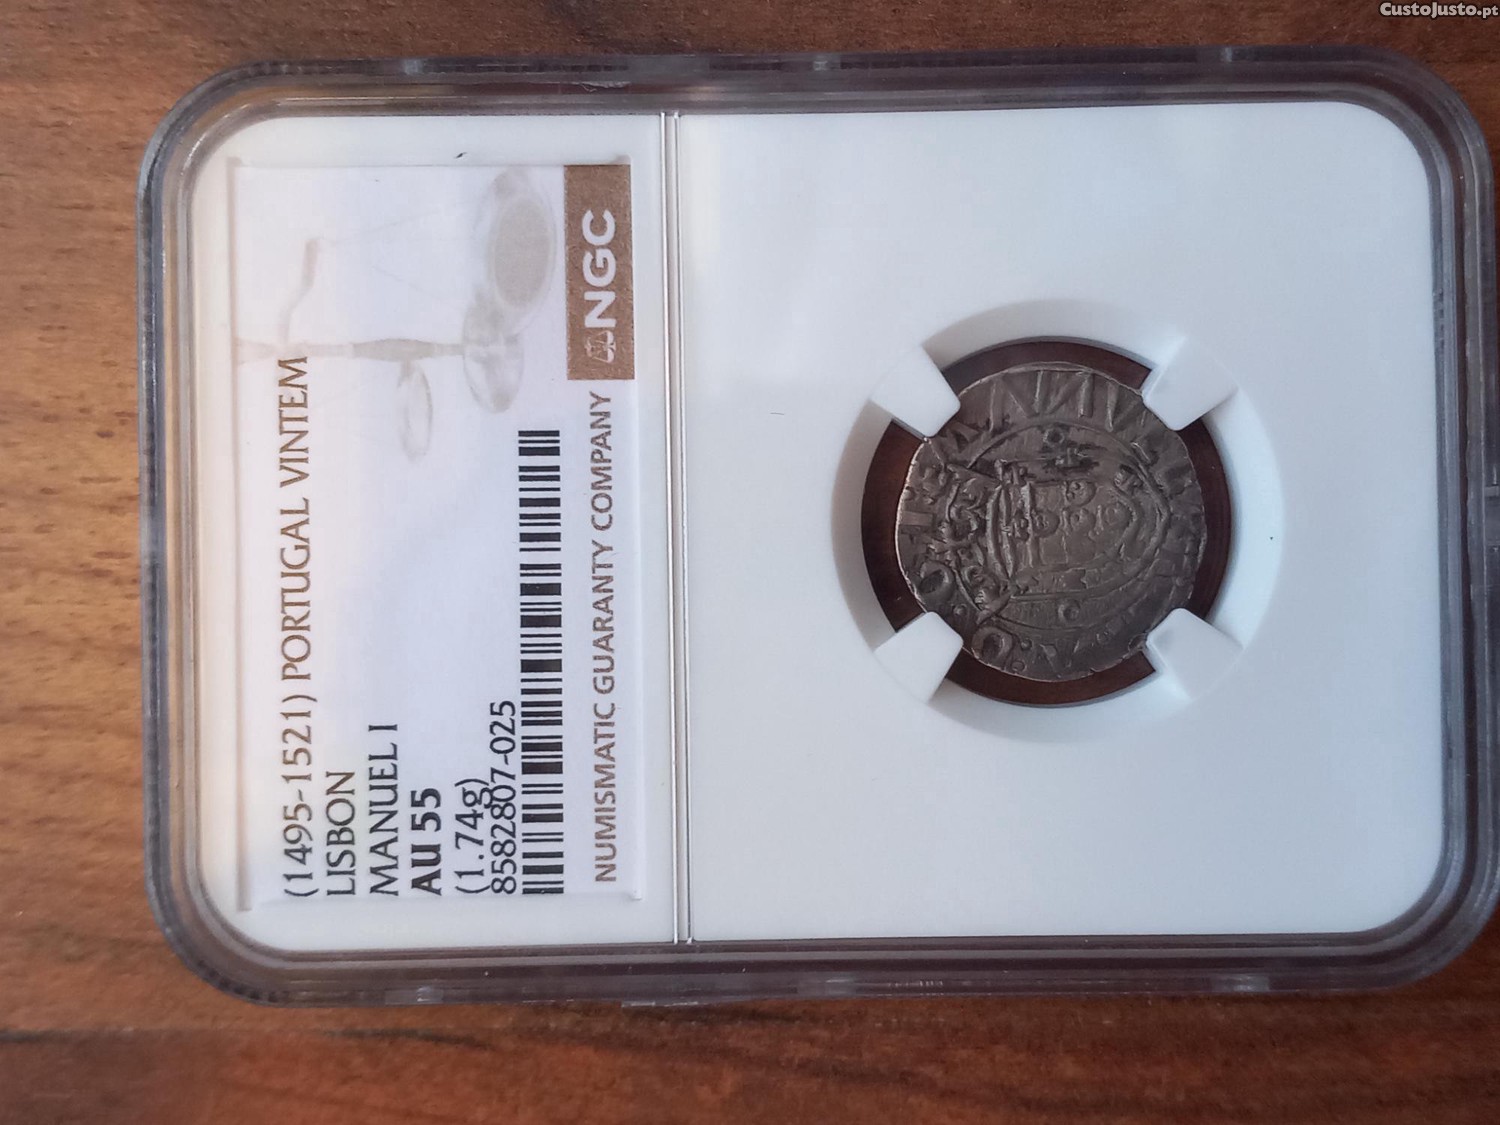 CustoJusto.pt
(1495-1521) PORTUGAL VINTEM
LISBON
MANUEL I
AU 55
(1.74g)
8582807-025
NUMISMATIC GUARANTY COMPANY
NGC